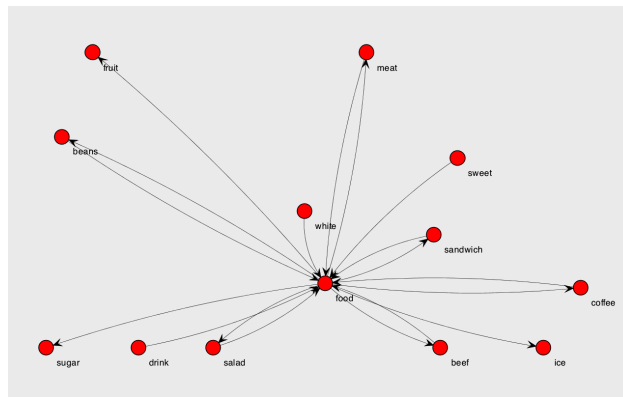 fruit
meat
beans
sweet
white
sandwich
food
coffee
sugar
drink
salad
beef
ice